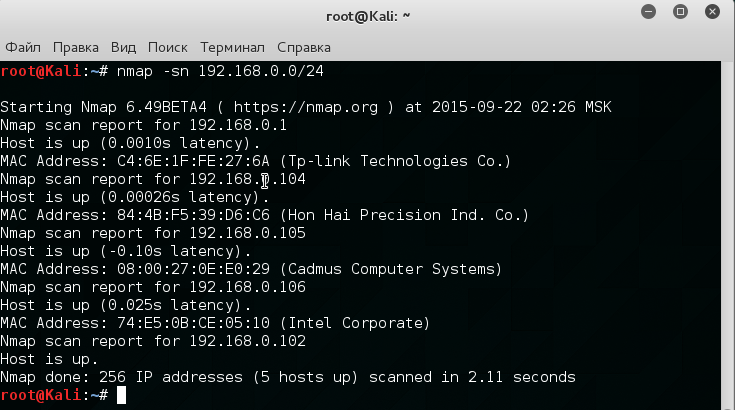 root@Kali: ~
Файл Правка Вид Поиск Терминал Справка
root@Kali:~# nmap -sn 192.168.0.0/24
Starting Nmap 6.49BETA4 ( https://nmap.org ) at 2015-09-22 02:26 MSK
Nmap scan report for 192.168.0.1
Host is up (0.0010s latency).
MAC Address: C4:6E:1F:FE:27:6A (Tp-link Technologies Co.)
Nmap scan report for 192.168.0.104
Host is up (0.00026s latency).
MAC Address: 84:4B:F5:39:D6:C6 (Hon Hai Precision Ind. Co.)
Nmap scan report for 192.168.0.105
Host is up (-0.10s latency).
MAC Address: 08:00:27:0E:E0:29 (Cadmus Computer Systems)
Nmap scan report for 192.168.0.106
Host is up (0.025s latency).
MAC Address: 74:E5:0B:CE:05:10 (Intel Corporate)
Nmap scan report for 192.168.0.102
Host is up.
Nmap done: 256 IP addresses (5 hosts up) scanned in 2.11 seconds
root@Kali:~#